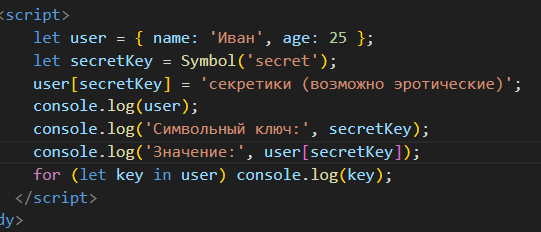 <script>
let user = { name: 'Иван', age: 25 };
let secretKey = Symbol('secret');
user[secretKey] = 'секретики (возможно эротические)';
console.log(user);
console.log('Символьный ключ:', secretKey);
console.log('Значение:', user[secretKey]);
for (let key in user) console.log(key);
</script>
dy>